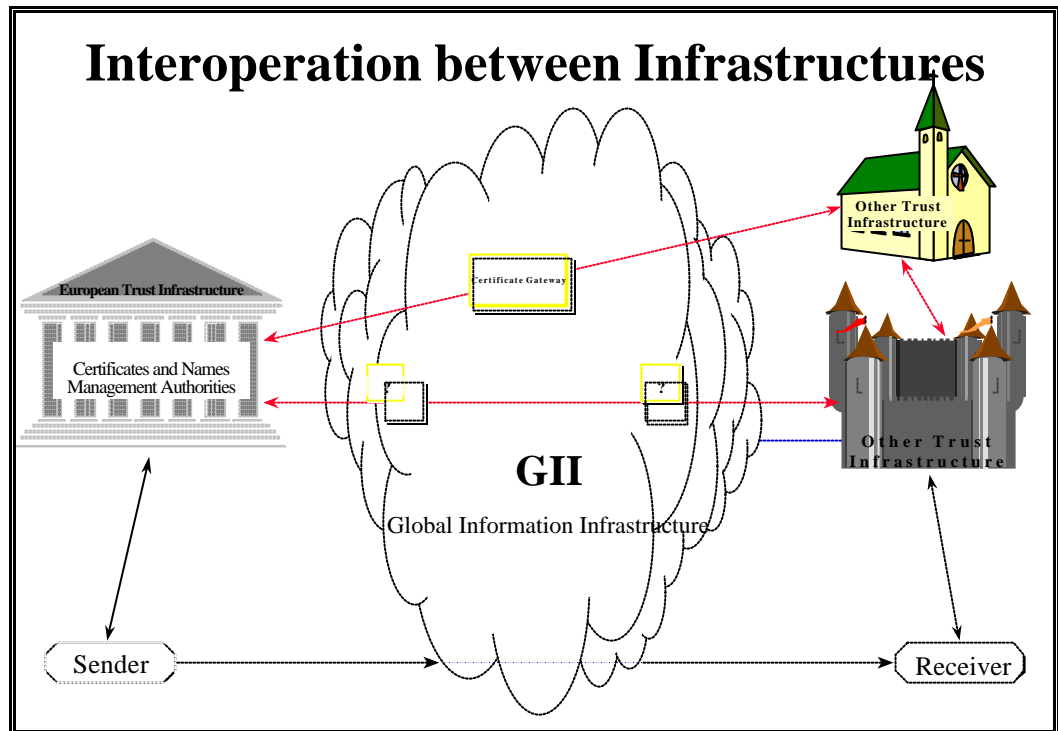 Interoperation between Infrastructures
Other Trust
Infrastructure
Certificate Gateway
European Trust Infrastructure
Certificates and Names
Management Authorities
?
?
Other Trust
Infrastructure
GII
Global Information Infrastructure
Sender
Receiver